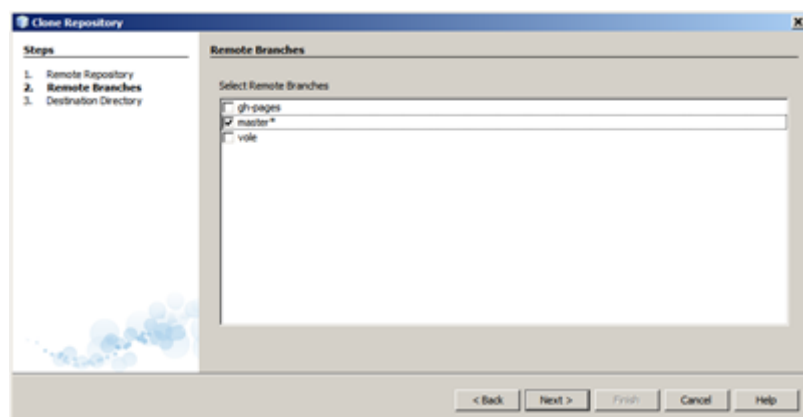 Clone Repository
Steps
1. Remote Repository
2. Remote Branches
3. Destination Directory
Remote Branches
Select Remote Branches
gh-pages
master*
vole
< Back Next > Finish Cancel Help